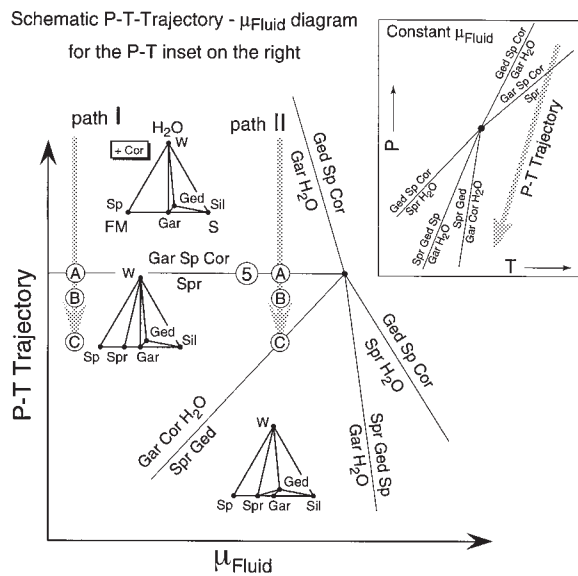 Schematic P-T-Trajectory - μFluid diagram
for the P-T inset on the right
Constant μFluid
Ged Sp Cor
Gar H2O
Gar Sp Cor
Spr
P
P-T Trajectory
Ged Sp Cor
Spr H2O
Spr Ged Sp
Gar H2O
Spr Ged
Gar Cor H2O
T
path I
path II
H2O
+ Cor
W
Ged
Sp
Sil
FM
Gar
S
Ged Sp Cor
Gar H2O
A
W
Gar Sp Cor
Spr
5
A
B
B
C
C
Ged
Sp
Spr
Gar
Sil
Ged Sp Cor
Spr H2O
Gar Cor H2O
Spr Ged
Spr Ged Sp
Gar H2O
W
Ged
Sp
Spr
Gar
Sil
P-T Trajectory
μFluid